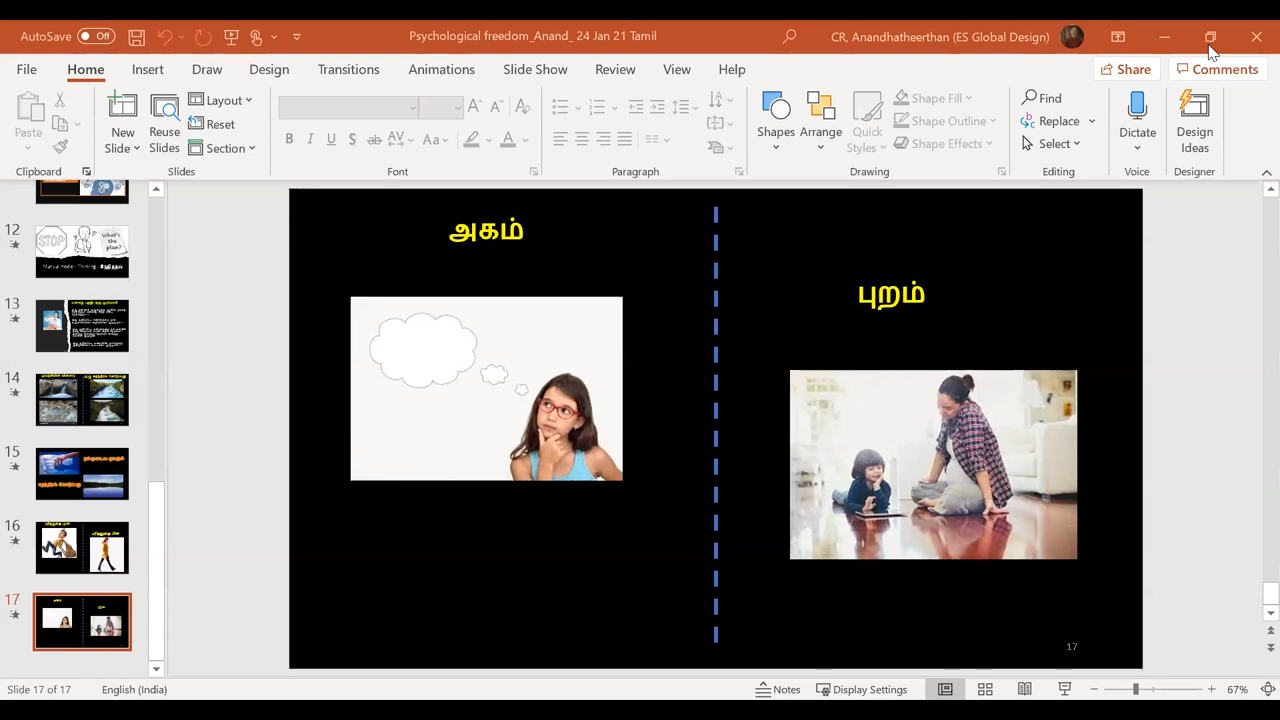 AutoSave Off
Psychological freedom_Anand_ 24 Jan 21 Tamil
CR, Anandhatheerthan (ES Global Design)
File Home Insert Draw Design Transitions Animations Slide Show Review View Help
Share Comments
Paste
New Slide
Reuse Slides
Layout
Reset
Section
Shapes
Arrange
Quick Styles
Shape Fill
Shape Outline
Shape Effects
Find
Replace
Select
Dictate
Design Ideas
Clipboard Slides Font Paragraph Drawing Editing Voice Designer
12
STOP
What's the plan?
13
14
15
16
17
அகம்
புறம்
17
Slide 17 of 17
English (India)
Notes
Display Settings
67%